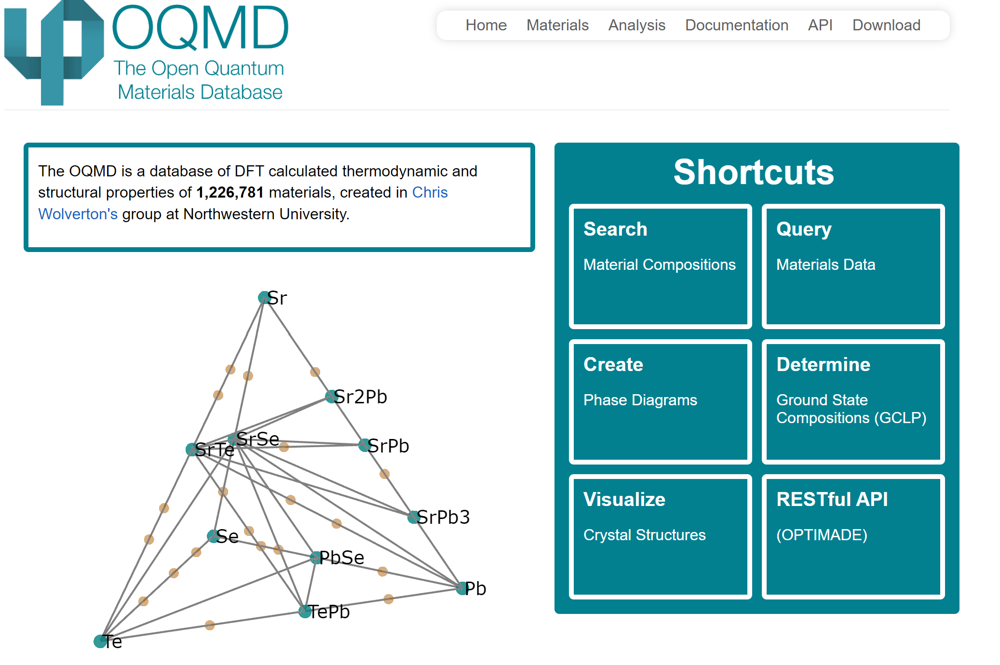 OQMD
The Open Quantum
Materials Database
Home Materials Analysis Documentation API Download
The OQMD is a database of DFT calculated thermodynamic and
structural properties of 1,226,781 materials, created in Chris
Wolverton's group at Northwestern University.
Sr
Sr2Pb
SrSe
SrTe
SrPb
SrPb3
Se
PbSe
Pb
TePb
Te
Shortcuts
Search
Material Compositions
Query
Materials Data
Create
Phase Diagrams
Determine
Ground State
Compositions (GCLP)
Visualize
Crystal Structures
RESTful API
(OPTIMADE)